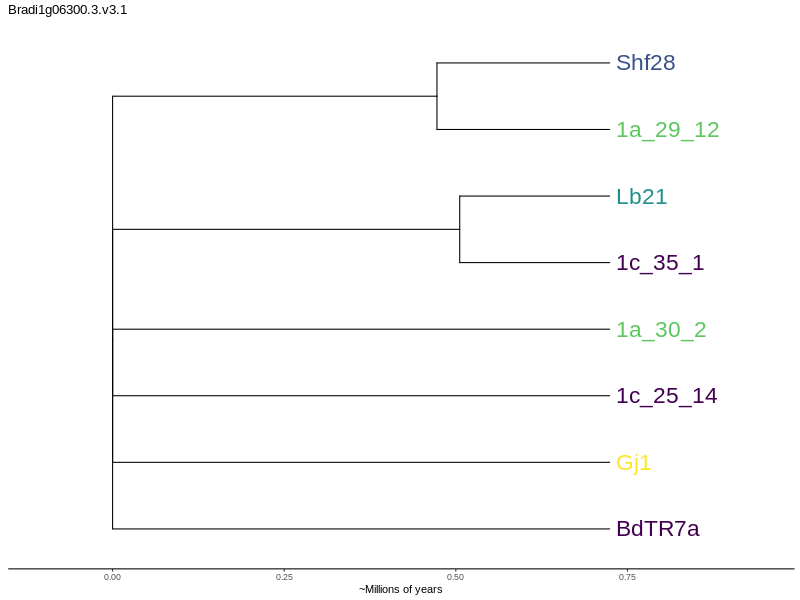 Bradi1g06300.3.v3.1
Shf28
1a_29_12
Lb21
1c_35_1
1a_30_2
1c_25_14
Gj1
BdTR7a
0.00 0.25 0.50 0.75
~Millions of years